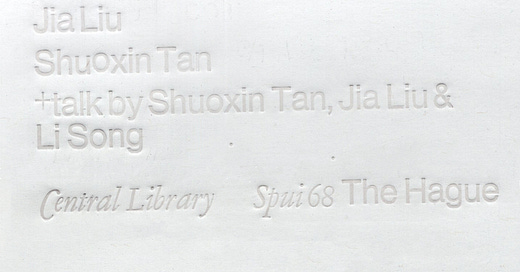 Jia Liu
Shuoxin Tan
+talk by Shuoxin Tan, Jia Liu &
Li Song
Central Library Spui 68 The Hague